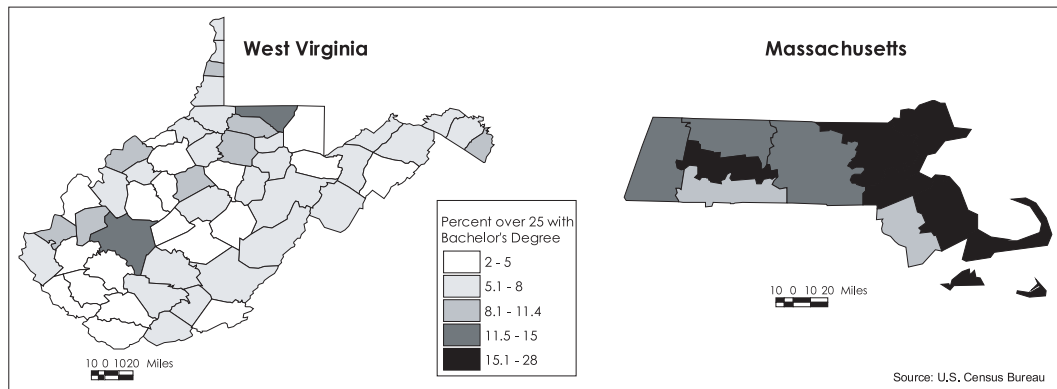 West Virginia
Massachusetts
Percent over 25 with
Bachelor's Degree
2 - 5
5.1 - 8
8.1 - 11.4
11.5 - 15
15.1 - 28
10 0 10 20 Miles
10 0 1020 Miles
Source: U.S. Census Bureau